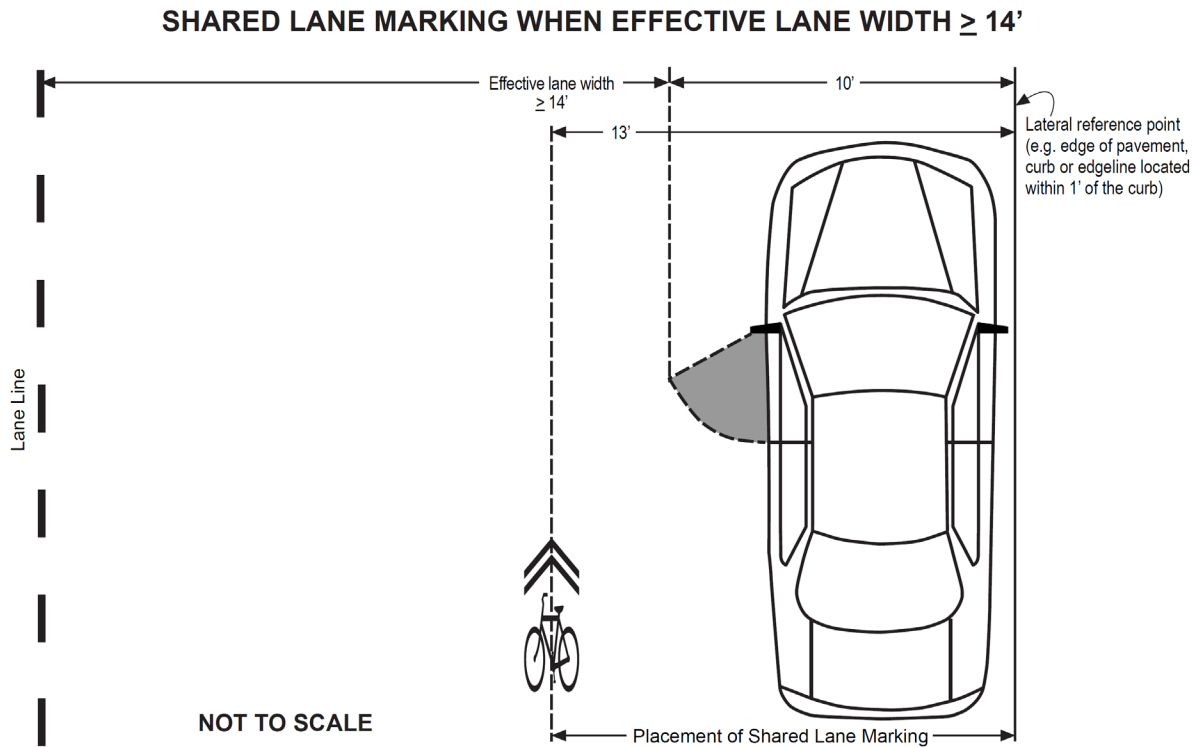 SHARED LANE MARKING WHEN EFFECTIVE LANE WIDTH ≥ 14’
Effective lane width
≥ 14’
10’
13’
Lateral reference point
(e.g. edge of pavement,
curb or edgeline located
within 1’ of the curb)
Lane Line
NOT TO SCALE
Placement of Shared Lane Marking